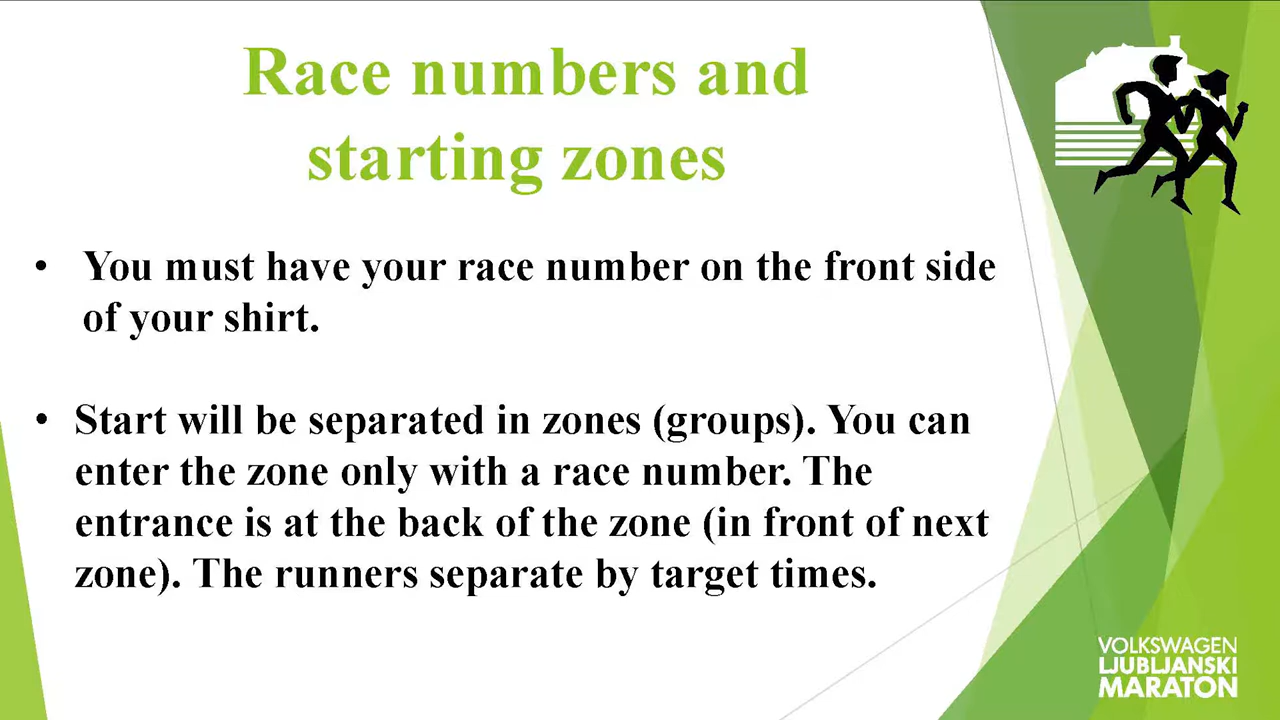 Race numbers and
starting zones
• You must have your race number on the front side
of your shirt.
• Start will be separated in zones (groups). You can
enter the zone only with a race number. The
entrance is at the back of the zone (in front of next
zone). The runners separate by target times.
VOLKSWAGEN
LJUBLJANSKI
MARATON